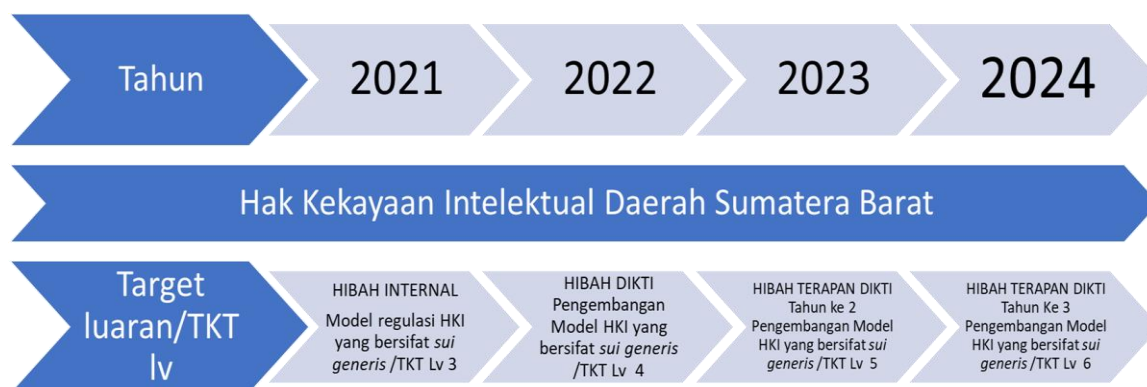 Tahun
2021
2022
2023
2024
Hak Kekayaan Intelektual Daerah Sumatera Barat
Target
luaran/TKT
lv
HIBAH INTERNAL
Model regulasi HKI
yang bersifat sui
generis /TKT Lv 3
HIBAH DIKTI
Pengembangan
Model HKI yang
bersifat sui generis
/TKT Lv 4
HIBAH TERAPAN DIKTI
Tahun ke 2
Pengembangan Model
HKI yang bersifat sui
generis /TKT Lv 5
HIBAH TERAPAN DIKTI
Tahun Ke 3
Pengembangan Model
HKI yang bersifat sui
generis /TKT Lv 6